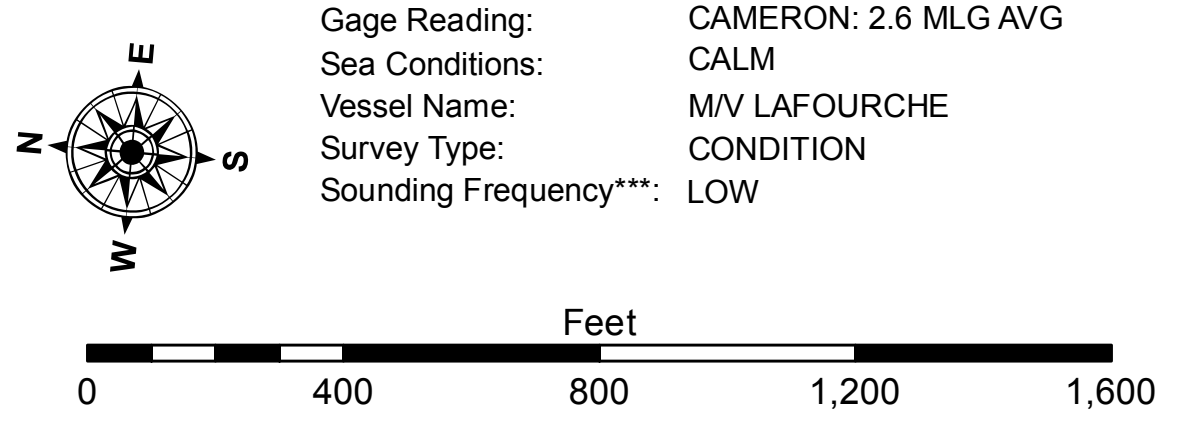 Gage Reading: CAMERON: 2.6 MLG AVG
Sea Conditions: CALM
Vessel Name: M/V LAFOURCHE
Survey Type: CONDITION
Sounding Frequency***: LOW
E
N
S
W
Feet
0 400 800 1,200 1,600